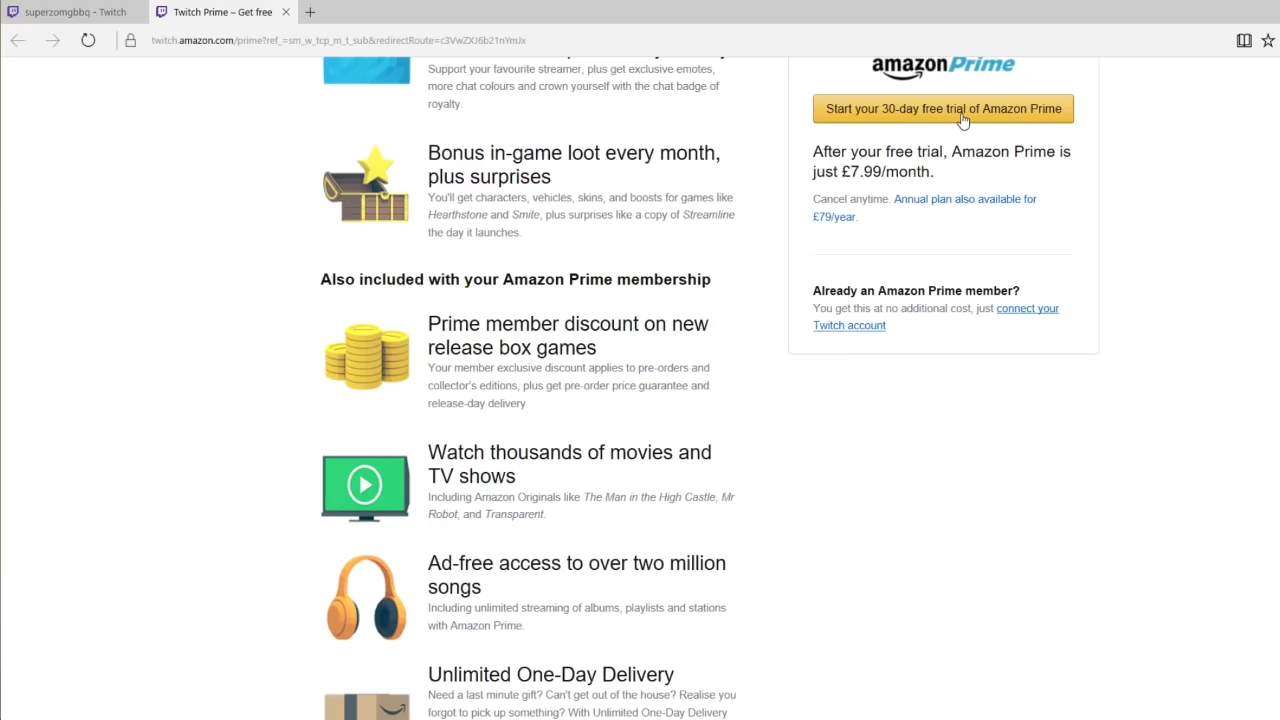 superzomgbbq - Twitch
Twitch Prime – Get free
twitch.amazon.com/prime?ref_=sm_w_tcp_m_t_sub&redirectRoute=c3VwZXJ6b21nYmJx
Support your favourite streamer, plus get exclusive emotes,
more chat colours and crown yourself with the chat badge of
royalty.
Bonus in-game loot every month,
plus surprises
You'll get characters, vehicles, skins, and boosts for games like
Hearthstone and Smite, plus surprises like a copy of Streamline
the day it launches.
Also included with your Amazon Prime membership
Prime member discount on new
release box games
Your member exclusive discount applies to pre-orders and
collector's editions, plus get pre-order price guarantee and
release-day delivery.
Watch thousands of movies and
TV shows
Including Amazon Originals like The Man in the High Castle, Mr
Robot, and Transparent.
Ad-free access to over two million
songs
Including unlimited streaming of albums, playlists and stations
with Amazon Prime.
Unlimited One-Day Delivery
Need a last minute gift? Can't get out of the house? Realise you
forgot to pick up something? With Unlimited One-Day Delivery
amazonPrime
Start your 30-day free trial of Amazon Prime
After your free trial, Amazon Prime is
just £7.99/month.
Cancel anytime. Annual plan also available for
£79/year.
Already an Amazon Prime member?
You get this at no additional cost, just connect your
Twitch account